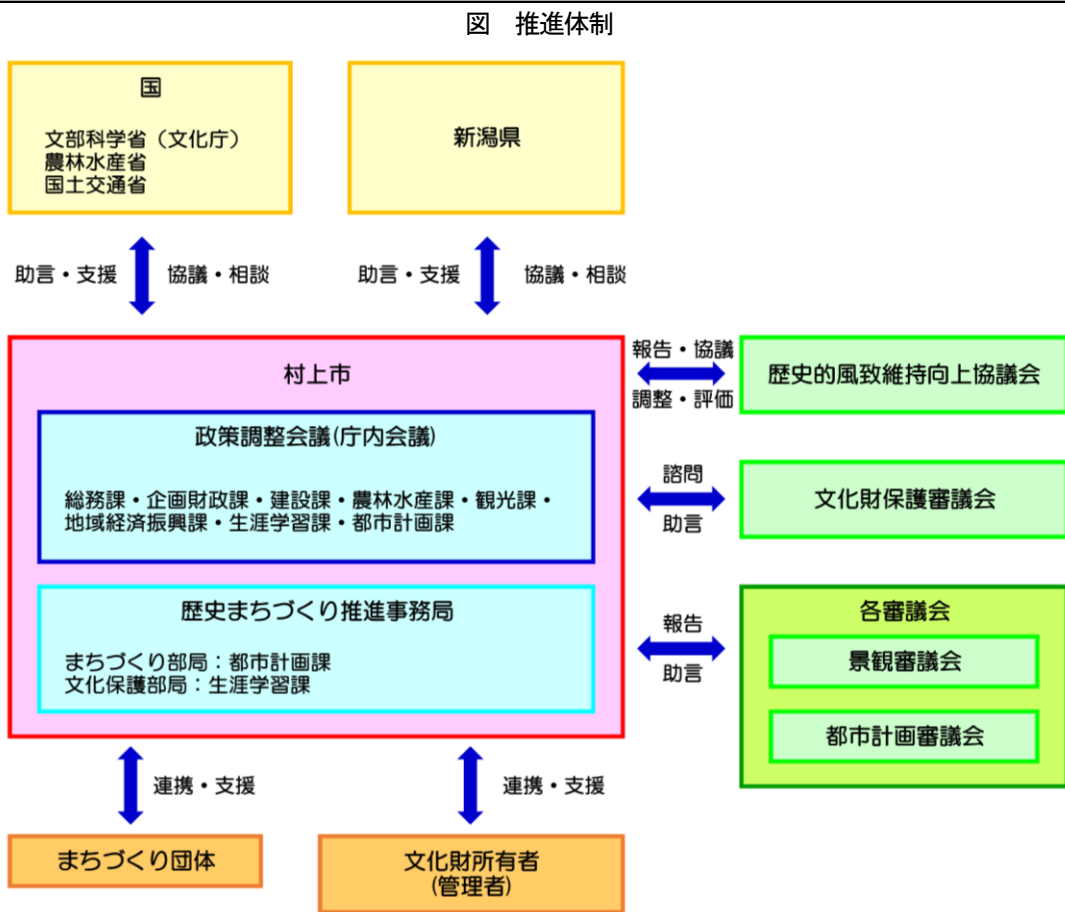 図 推進体制
国
文部科学省（文化庁）
農林水産省
国土交通省
新潟県
助言・支援
協議・相談
助言・支援
協議・相談
村上市
政策調整会議(庁内会議)
総務課・企画財政課・建設課・農林水産課・観光課・
地域経済振興課・生涯学習課・都市計画課
歴史まちづくり推進事務局
まちづくり部局：都市計画課
文化保護部局：生涯学習課
報告・協議
調整・評価
歴史的風致維持向上協議会
諮問
助言
文化財保護審議会
報告
助言
各審議会
景観審議会
都市計画審議会
連携・支援
連携・支援
まちづくり団体
文化財所有者
(管理者)